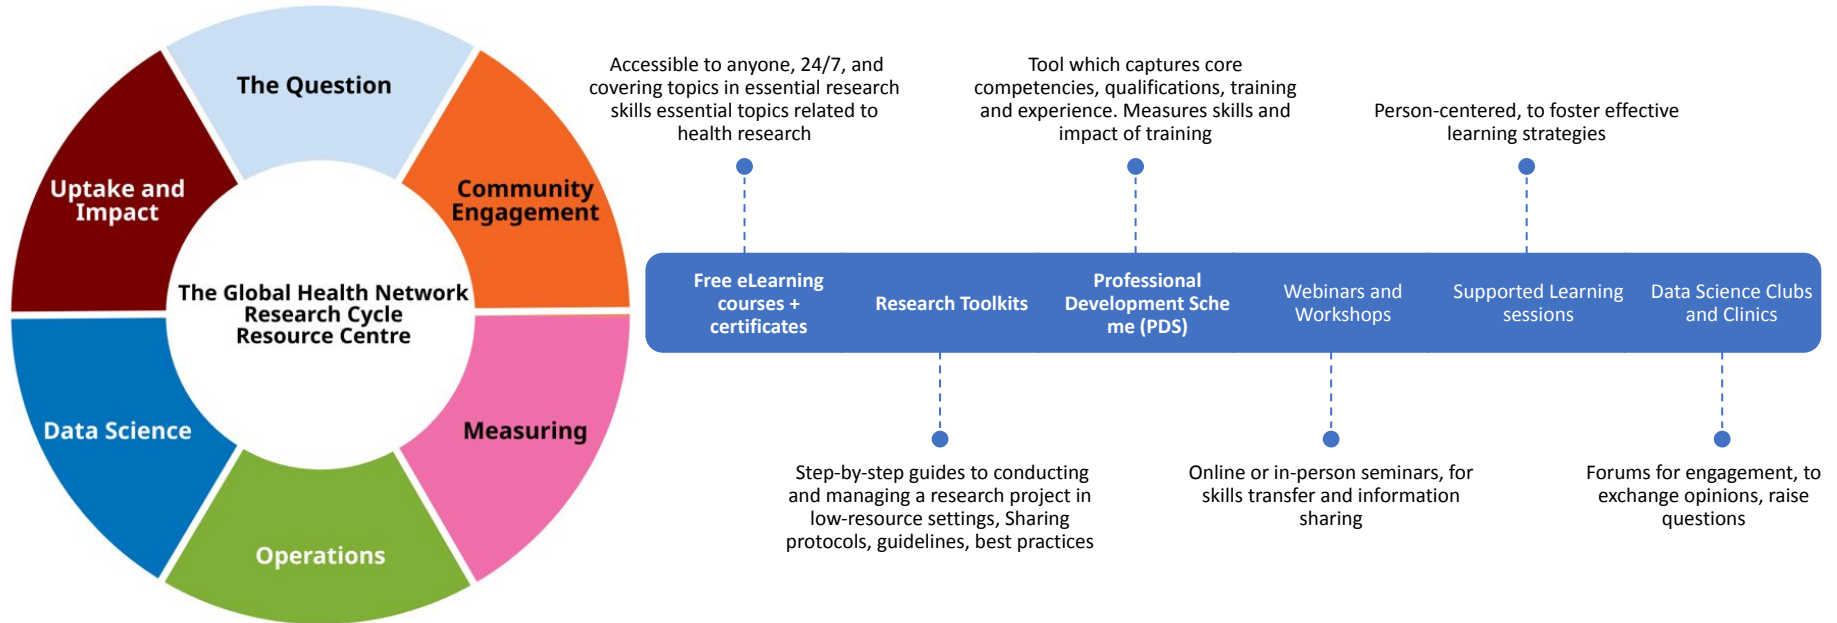 The Question
Community
Engagement
Measuring
Operations
Data Science
Uptake and
Impact
The Global Health Network
Research Cycle
Resource Centre
Accessible to anyone, 24/7, and
covering topics in essential research
skills essential topics related to
health research
Tool which captures core
competencies, qualifications, training
and experience. Measures skills and
impact of training
Person-centered, to foster effective
learning strategies
Free eLearning
courses +
certificates
Research Toolkits
Professional
Development Sche
me (PDS)
Webinars and
Workshops
Supported Learning
sessions
Data Science Clubs
and Clinics
Step-by-step guides to conducting
and managing a research project in
low-resource settings, Sharing
protocols, guidelines, best practices
Online or in-person seminars, for
skills transfer and information
sharing
Forums for engagement, to
exchange opinions, raise
questions